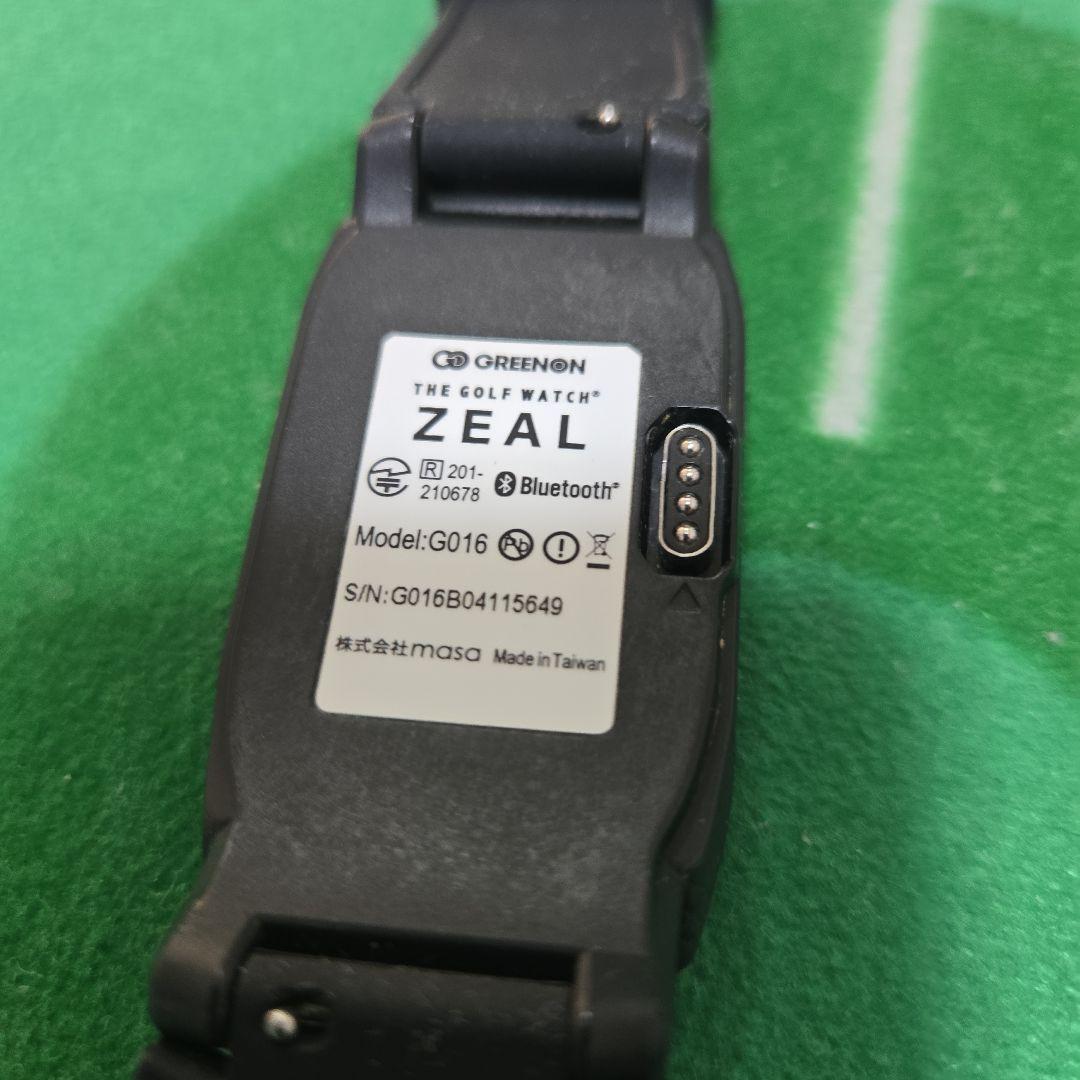 GREENON
THE GOLF WATCH®
ZEAL
R 201-
210678
Bluetooth®
Model:G016 Pb
S/N:G016B04115649
株式会社masa Made in Taiwan